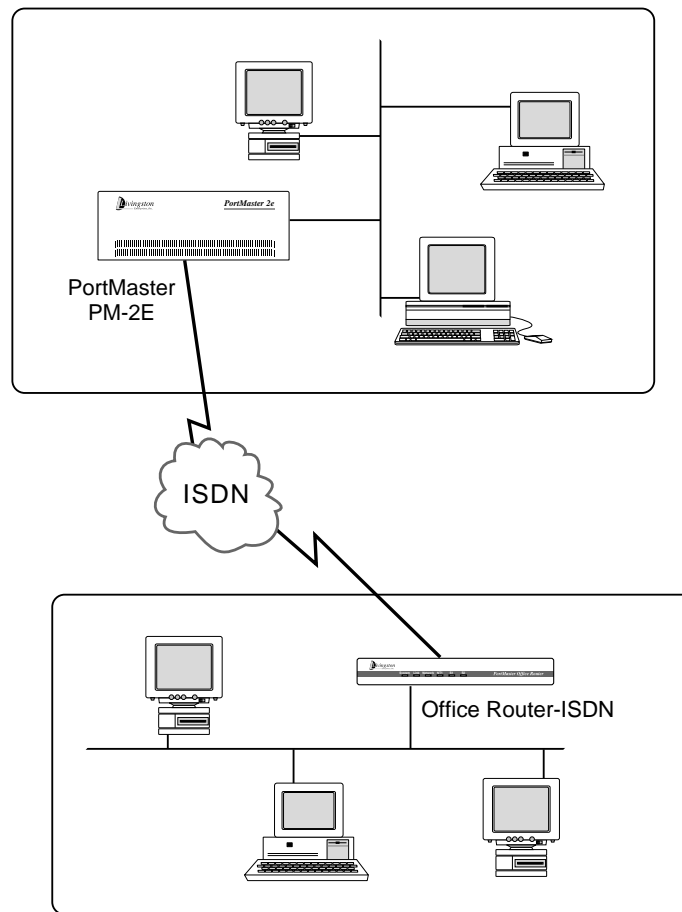 Livingston
PortMaster 2e
PortMaster
PM-2E
ISDN
Livingston
PortMaster Office Router
Office Router-ISDN